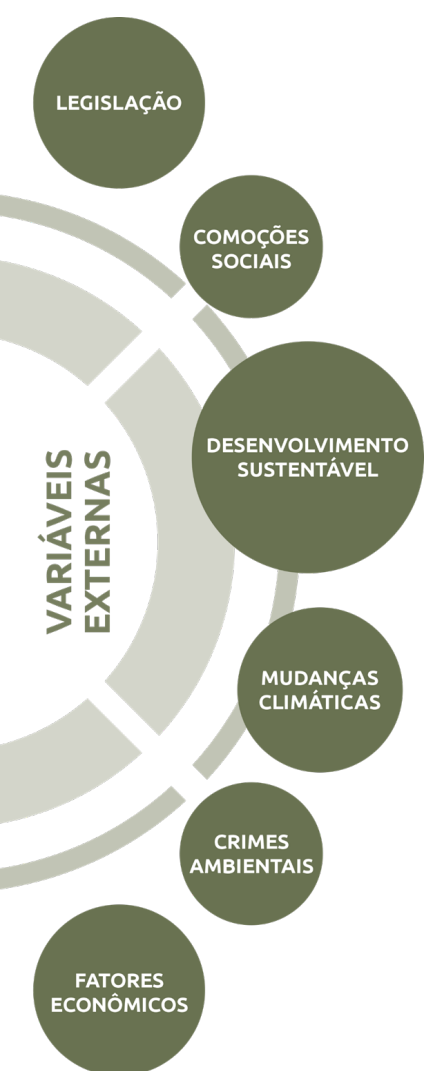 LEGISLAÇÃO
COMOÇÕES
SOCIAIS
DESENVOLVIMENTO
SUSTENTÁVEL
VARIÁVEIS
EXTERNAS
MUDANÇAS
CLIMÁTICAS
CRIMES
AMBIENTAIS
FATORES
ECONÔMICOS